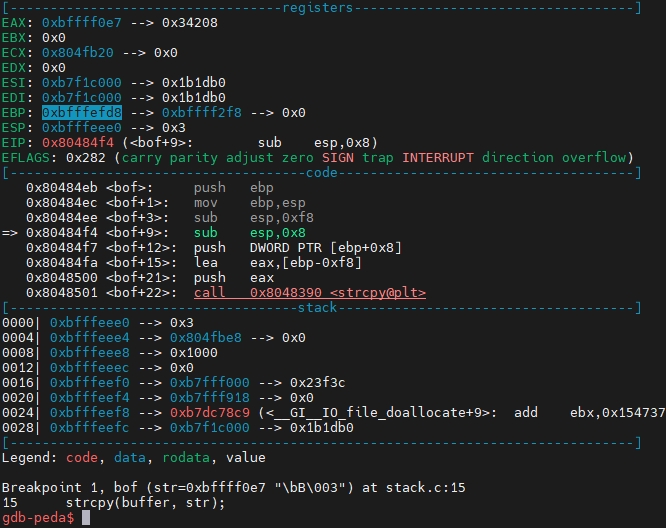 [----------------------------------registers-----------------------------------]
EAX: 0xbffff0e7 --> 0x34208
EBX: 0x0
ECX: 0x804fb20 --> 0x0
EDX: 0x0
ESI: 0xb7f1c000 --> 0x1b1db0
EDI: 0xb7f1c000 --> 0x1b1db0
EBP: 0xbfffefd8 --> 0xbffff2f8 --> 0x0
ESP: 0xbfffeee0 --> 0x3
EIP: 0x80484f4 (<bof+9>:        sub    esp,0x8)
EFLAGS: 0x282 (carry parity adjust zero SIGN trap INTERRUPT direction overflow)
[-------------------------------------code-------------------------------------]
   0x80484eb <bof>:     push   ebp
   0x80484ec <bof+1>:   mov    ebp,esp
   0x80484ee <bof+3>:   sub    esp,0xf8
=> 0x80484f4 <bof+9>:   sub    esp,0x8
   0x80484f7 <bof+12>:  push   DWORD PTR [ebp+0x8]
   0x80484fa <bof+15>:  lea    eax,[ebp-0xf8]
   0x8048500 <bof+21>:  push   eax
   0x8048501 <bof+22>:  call   0x8048390 <strcpy@plt>
[------------------------------------stack-------------------------------------]
0000| 0xbfffeee0 --> 0x3
0004| 0xbfffeee4 --> 0x804fbe8 --> 0x0
0008| 0xbfffeee8 --> 0x1000
0012| 0xbfffeeec --> 0x0
0016| 0xbfffeef0 --> 0xb7fff000 --> 0x23f3c
0020| 0xbfffeef4 --> 0xb7fff918 --> 0x0
0024| 0xbfffeef8 --> 0xb7dc78c9 (<__GI__IO_file_doallocate+9>:  add    ebx,0x154737
0028| 0xbfffeefc --> 0xb7f1c000 --> 0x1b1db0
[------------------------------------------------------------------------------]
Legend: code, data, rodata, value

Breakpoint 1, bof (str=0xbffff0e7 "\bB\003") at stack.c:15
15      strcpy(buffer, str);
gdb-peda$